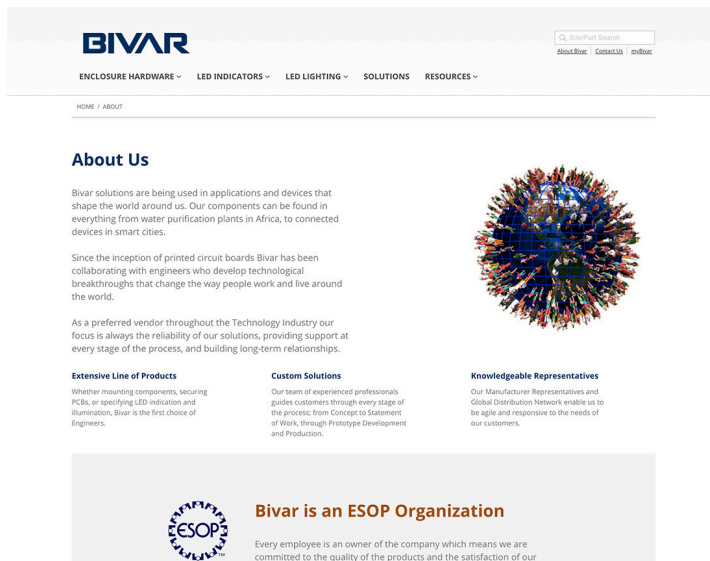 BIVAR
Site/Part Search
About Bivar
Contact Us
myBivar
ENCLOSURE HARDWARE
LED INDICATORS
LED LIGHTING
SOLUTIONS
RESOURCES
HOME / ABOUT
About Us
Bivar solutions are being used in applications and devices that
shape the world around us. Our components can be found in
everything from water purification plants in Africa, to connected
devices in smart cities.
Since the inception of printed circuit boards Bivar has been
collaborating with engineers who develop technological
breakthroughs that change the way people work and live around
the world.
As a preferred vendor throughout the Technology Industry our
focus is always the reliability of our solutions, providing support at
every stage of the process, and building long-term relationships.
Extensive Line of Products
Whether mounting components, securing
PCBs, or specifying LED indication and
illumination, Bivar is the first choice of
Engineers.
Custom Solutions
Our team of experienced professionals
guides customers through every stage of
the process; from Concept to Statement
of Work, through Prototype Development
and Production.
Knowledgeable Representatives
Our Manufacturer Representatives and
Global Distribution Network enable us to
be agile and responsive to the needs of
our customers.
ESOP
TM
Bivar is an ESOP Organization
Every employee is an owner of the company which means we are
committed to the quality of the products and the satisfaction of our